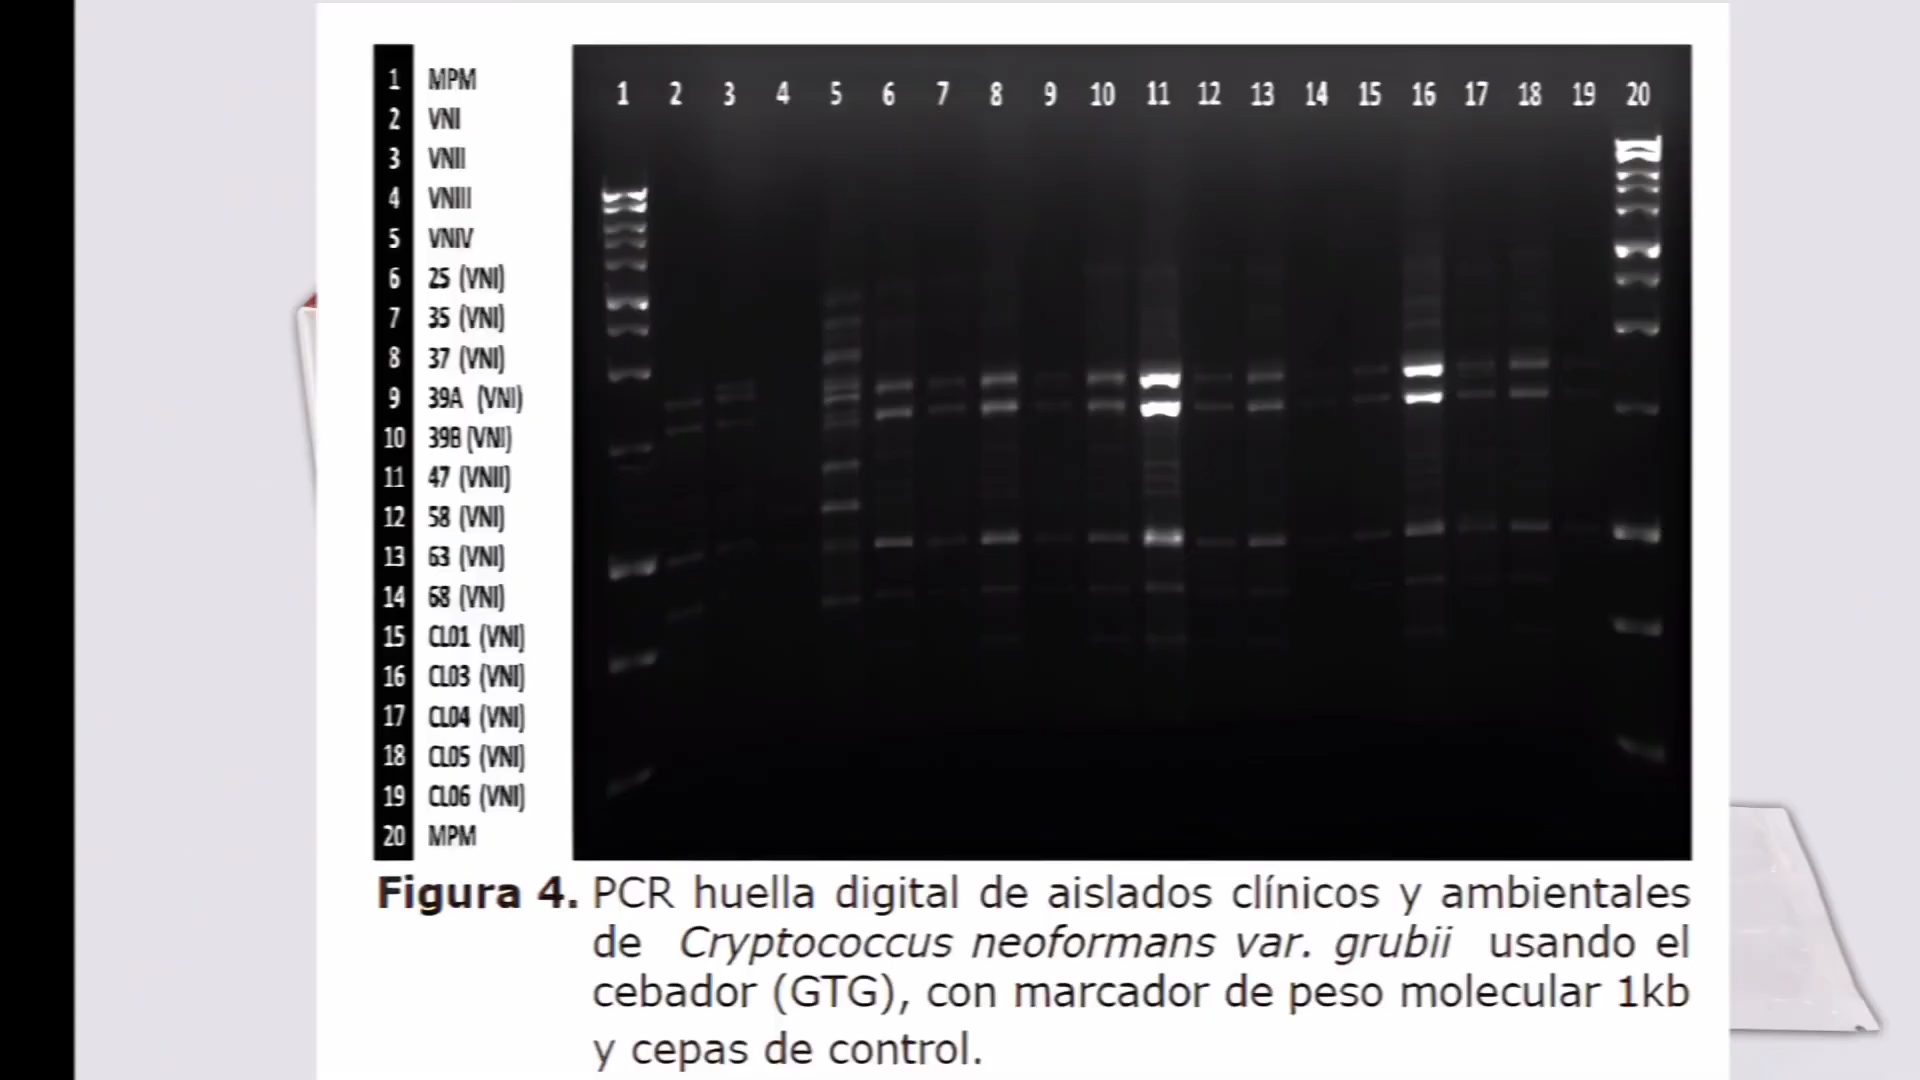 1 MPM
2 VNI
3 VNII
4 VNIII
5 VNIV
6 25 (VNI)
7 35 (VNI)
8 37 (VNI)
9 39A (VNI)
10 39B (VNI)
11 47 (VNII)
12 58 (VNI)
13 63 (VNI)
14 68 (VNI)
15 CL01 (VNI)
16 CL03 (VNI)
17 CL04 (VNI)
18 CL05 (VNI)
19 CL06 (VNI)
20 MPM
1 2 3 4 5 6 7 8 9 10 11 12 13 14 15 16 17 18 19 20
Figura 4. PCR huella digital de aislados clínicos y ambientales
de Cryptococcus neoformans var. grubii usando el
cebador (GTG), con marcador de peso molecular 1kb
y cepas de control.